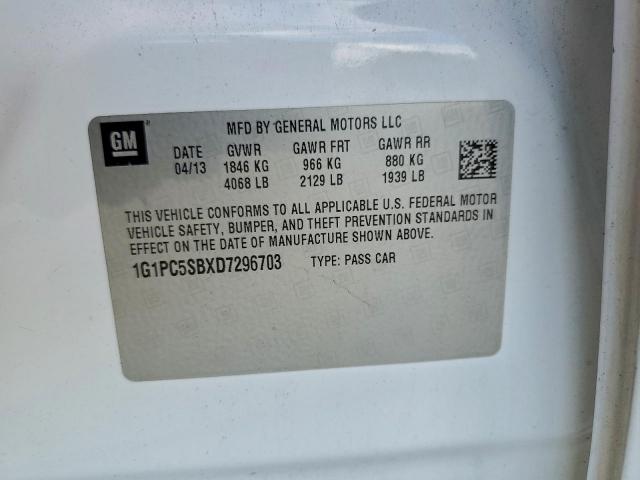 GM
MFD BY GENERAL MOTORS LLC
DATE GVWR GAWR FRT GAWR RR
04/13 1846 KG 966 KG 880 KG
4068 LB 2129 LB 1939 LB
THIS VEHICLE CONFORMS TO ALL APPLICABLE U.S. FEDERAL MOTOR
VEHICLE SAFETY, BUMPER, AND THEFT PREVENTION STANDARDS IN
EFFECT ON THE DATE OF MANUFACTURE SHOWN ABOVE.
1G1PC5SBXD7296703 TYPE: PASS CAR